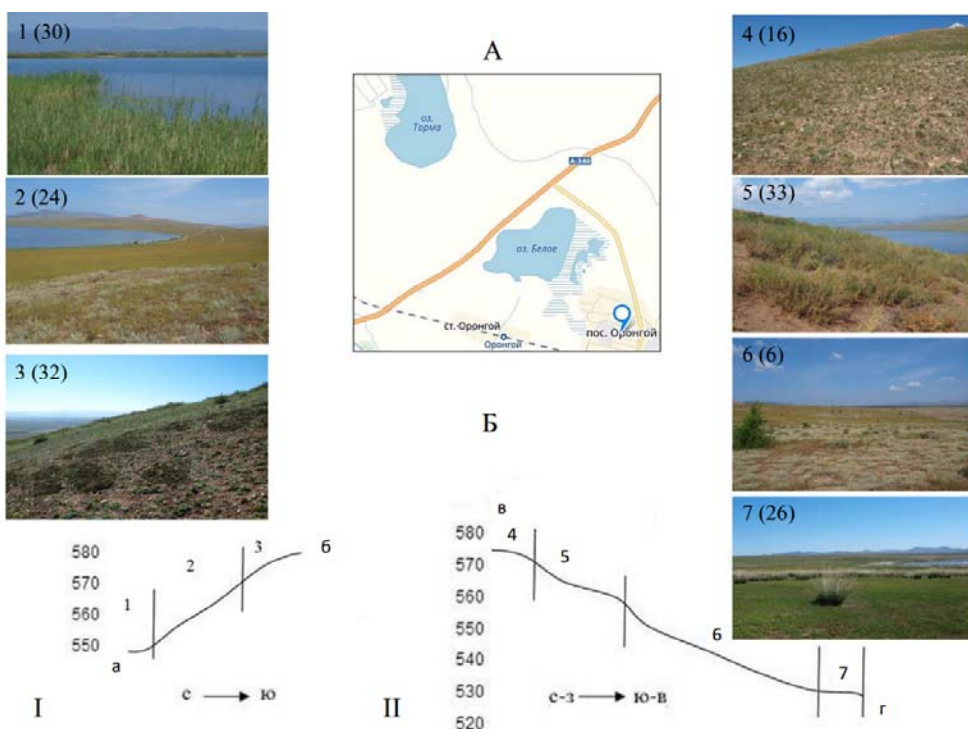 1 (30)
2 (24)
3 (32)
А
оз. Торма
А-340
оз. Белое
ст. Оронгой
Оронгой
пос. Оронгой
Б
4 (16)
5 (33)
6 (6)
7 (26)
580
570
560
550
1
2
3
а
б
с
ю
I
580
570
560
550
540
530
520
в
4
5
6
7
г
с-з
ю-в
II